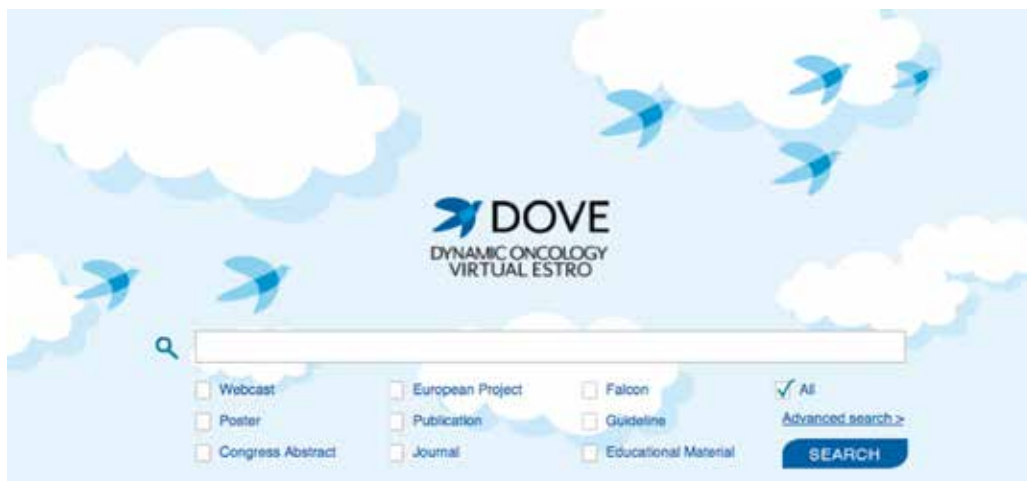 DOVE
DYNAMIC ONCOLOGY
VIRTUAL ESTRO
Webcast European Project Falcon All
Poster Publication Guideline Advanced search >
Congress Abstract Journal Educational Material SEARCH